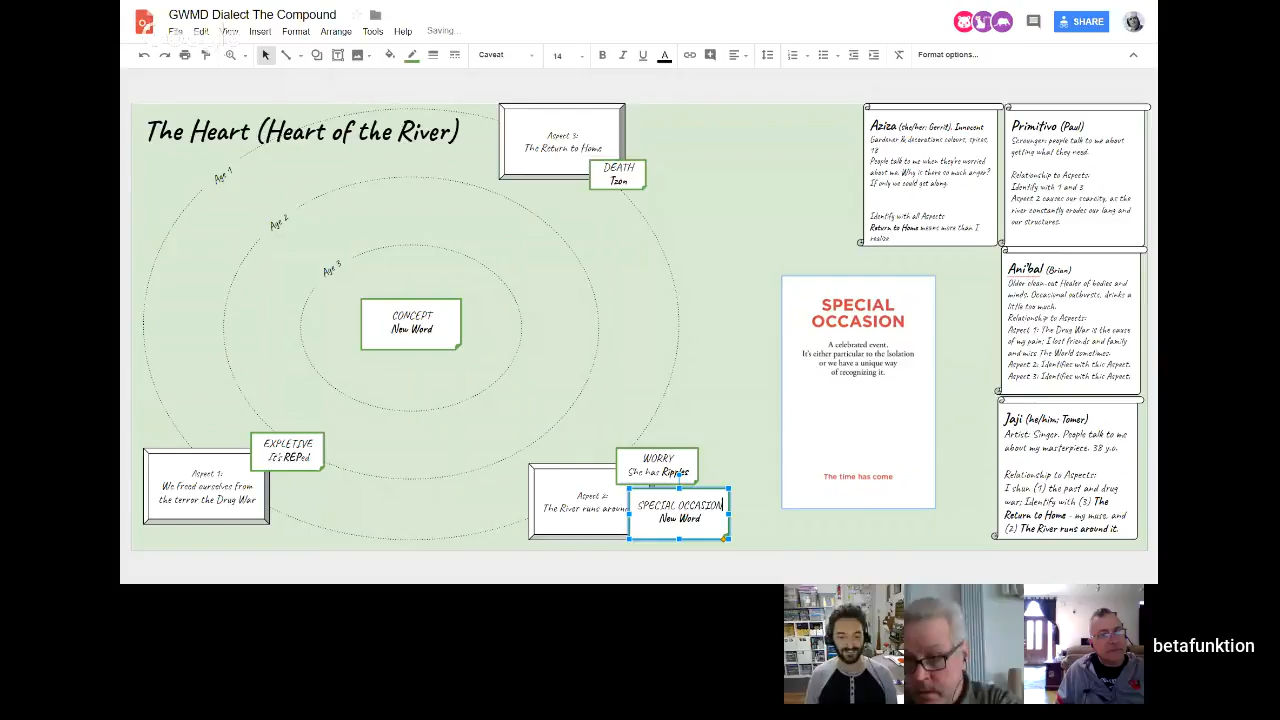 GWMD Dialect The Compound
File Edit View Insert Format Arrange Tools Help Saving...
SHARE
Caveat 14 B I U A Format options...
The Heart (Heart of the River)
Age 1
Age 2
Age 3
Aspect 3:
The Return to Home
DEATH
Tzon
CONCEPT
New Word
EXPLETIVE
It's REPed
Aspect 1:
We freed ourselves from
the terror the Drug War
WORRY
She has Ripples
Aspect 2:
The River runs around
SPECIAL OCCASION
New Word
SPECIAL
OCCASION
A celebrated event.
It's either particular to the Isolation
or we have a unique way
of recognizing it.
The time has come
Aziza (she/her; Gerrit). Innocent
Gardener & decorations colours, spices,
18
People talk to me when they're worried
about me. Why is there so much anger?
If only we could get along.
Identify with all Aspects
Return to Home means more than I
realise
Primitivo (Paul)
Scrounger: people talk to me about
getting what they need.
Relationship to Aspects:
Identify with 1 and 3
Aspect 2 causes our scarcity, as the
river constantly erodes our lang and
our structures.
Ani'bal (Brian)
Older clean-cut Healer of bodies and
minds. Occasional outbursts, drinks a
little too much.
Relationship to Aspects:
Aspect 1: The Drug War is the cause
of my pain; I lost friends and family
and miss The World sometimes.
Aspect 2: Identifies with this Aspect.
Aspect 3: Identifies with this Aspect.
Jaji (he/him; Tomer)
Artist: Singer. People talk to me
about my masterpiece. 38 y.o.
Relationship to Aspects:
I shun (1) the past and drug
war; Identify with (3) The
Return to Home - my muse, and
(2) The River runs around it.
betafunktion